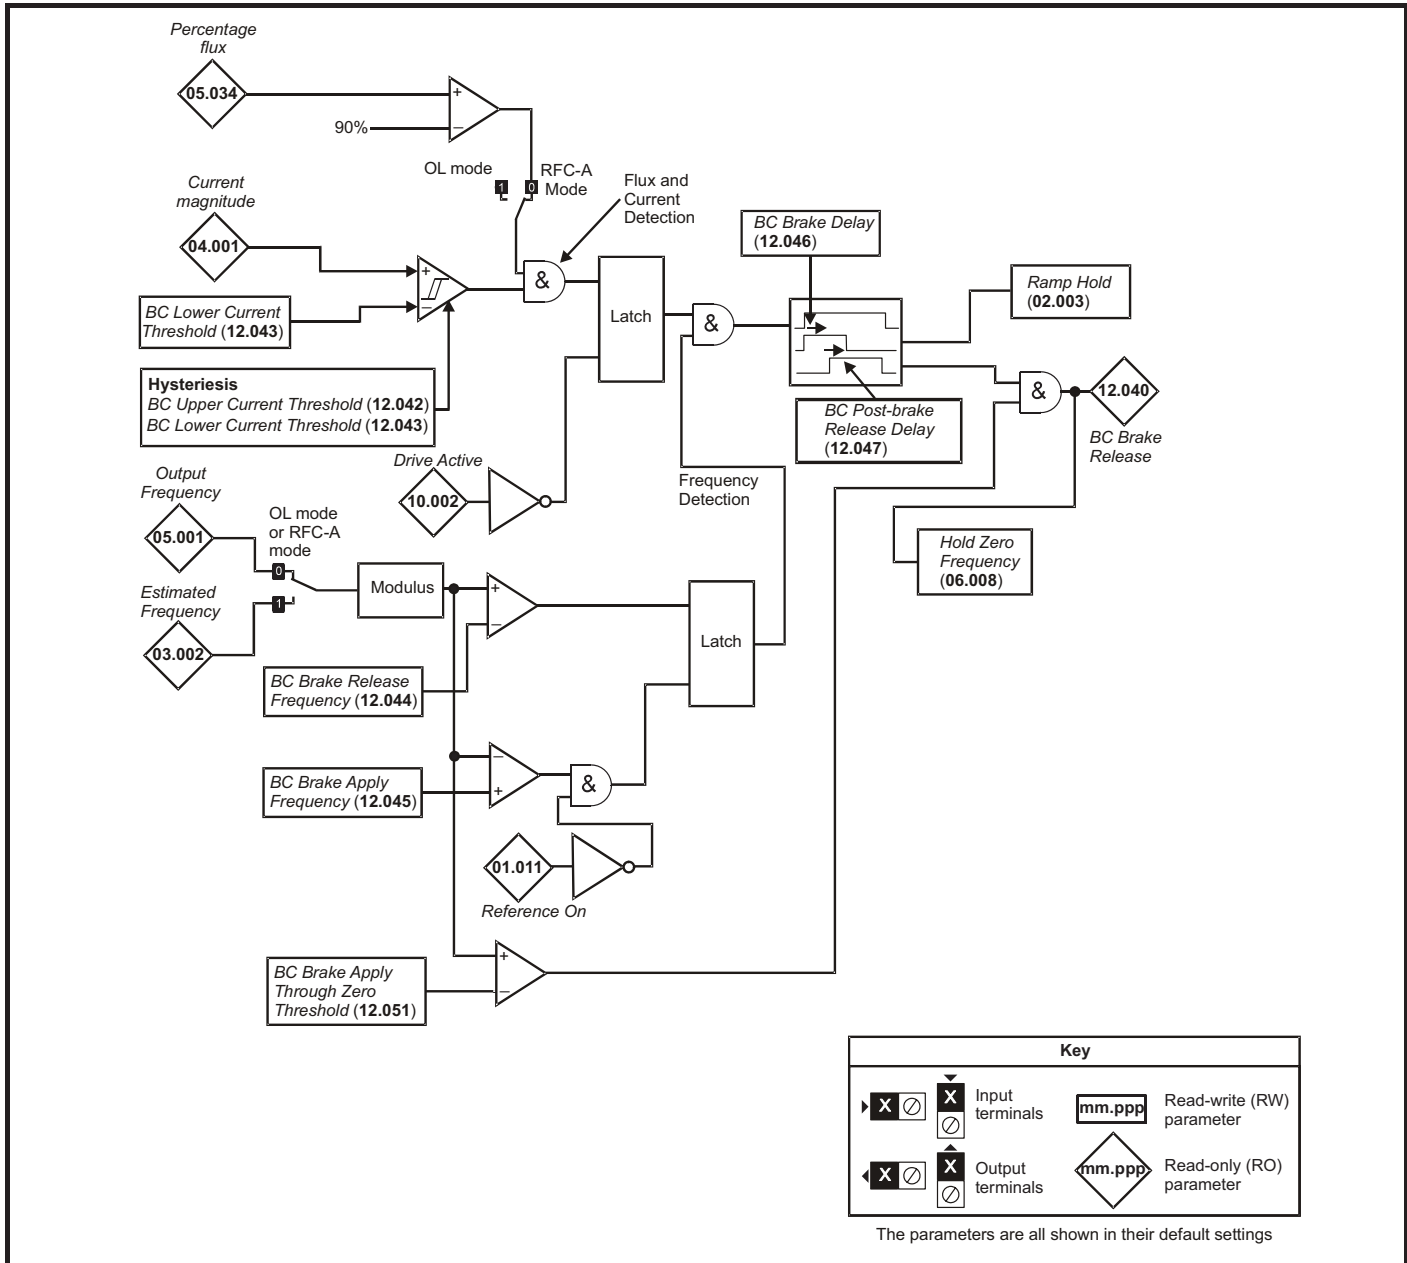 Percentage
flux
05.034
+
90%
–
OL mode
1
0
RFC-A
Mode
Flux and
Current
Detection
Current
magnitude
04.001
+
–
&
BC Lower Current
Threshold (12.043)
Latch
&
BC Brake Delay
(12.046)
Ramp Hold
(02.003)
Hysteriesis
BC Upper Current Threshold (12.042)
BC Lower Current Threshold (12.043)
BC Post-brake
Release Delay
(12.047)
&
12.040
BC Brake
Release
Drive Active
10.002
Frequency
Detection
Output
Frequency
05.001
OL mode
or RFC-A
mode
0
1
Estimated
Frequency
03.002
Modulus
+
–
Latch
Hold Zero
Frequency
(06.008)
BC Brake Release
Frequency (12.044)
–
+
&
BC Brake Apply
Frequency (12.045)
01.011
Reference On
+
–
BC Brake Apply
Through Zero
Threshold (12.051)
Key
X
X
Input
terminals
mm.ppp
Read-write (RW)
parameter
X
X
Output
terminals
mm.ppp
Read-only (RO)
parameter
The parameters are all shown in their default settings